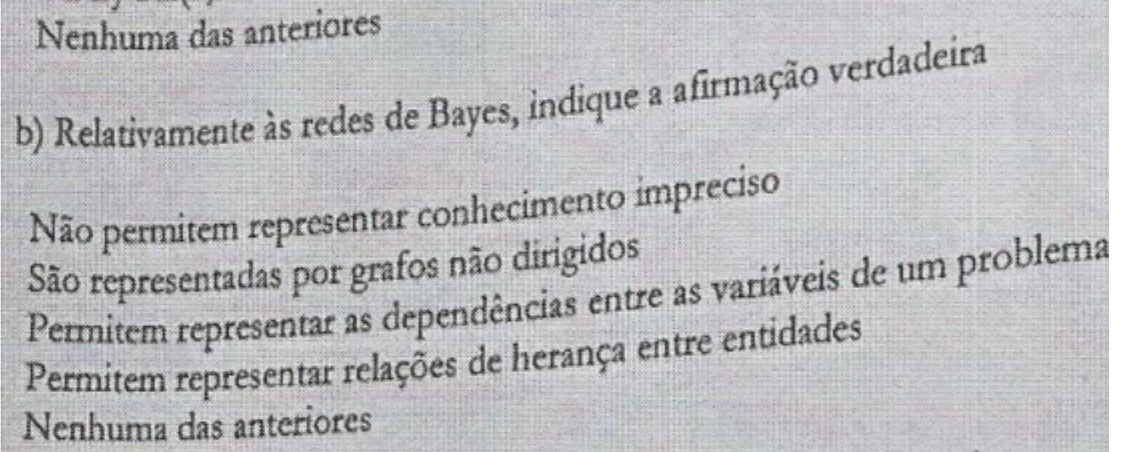 Nenhuma das anteriores
b) Relativamente às redes de Bayes, indique a afirmação verdadeira
Não permitem representar conhecimento impreciso
São representadas por grafos não dirigidos
Permitem representar as dependências entre as variáveis de um problema
Permitem representar relações de herança entre entidades
Nenhuma das anteriores